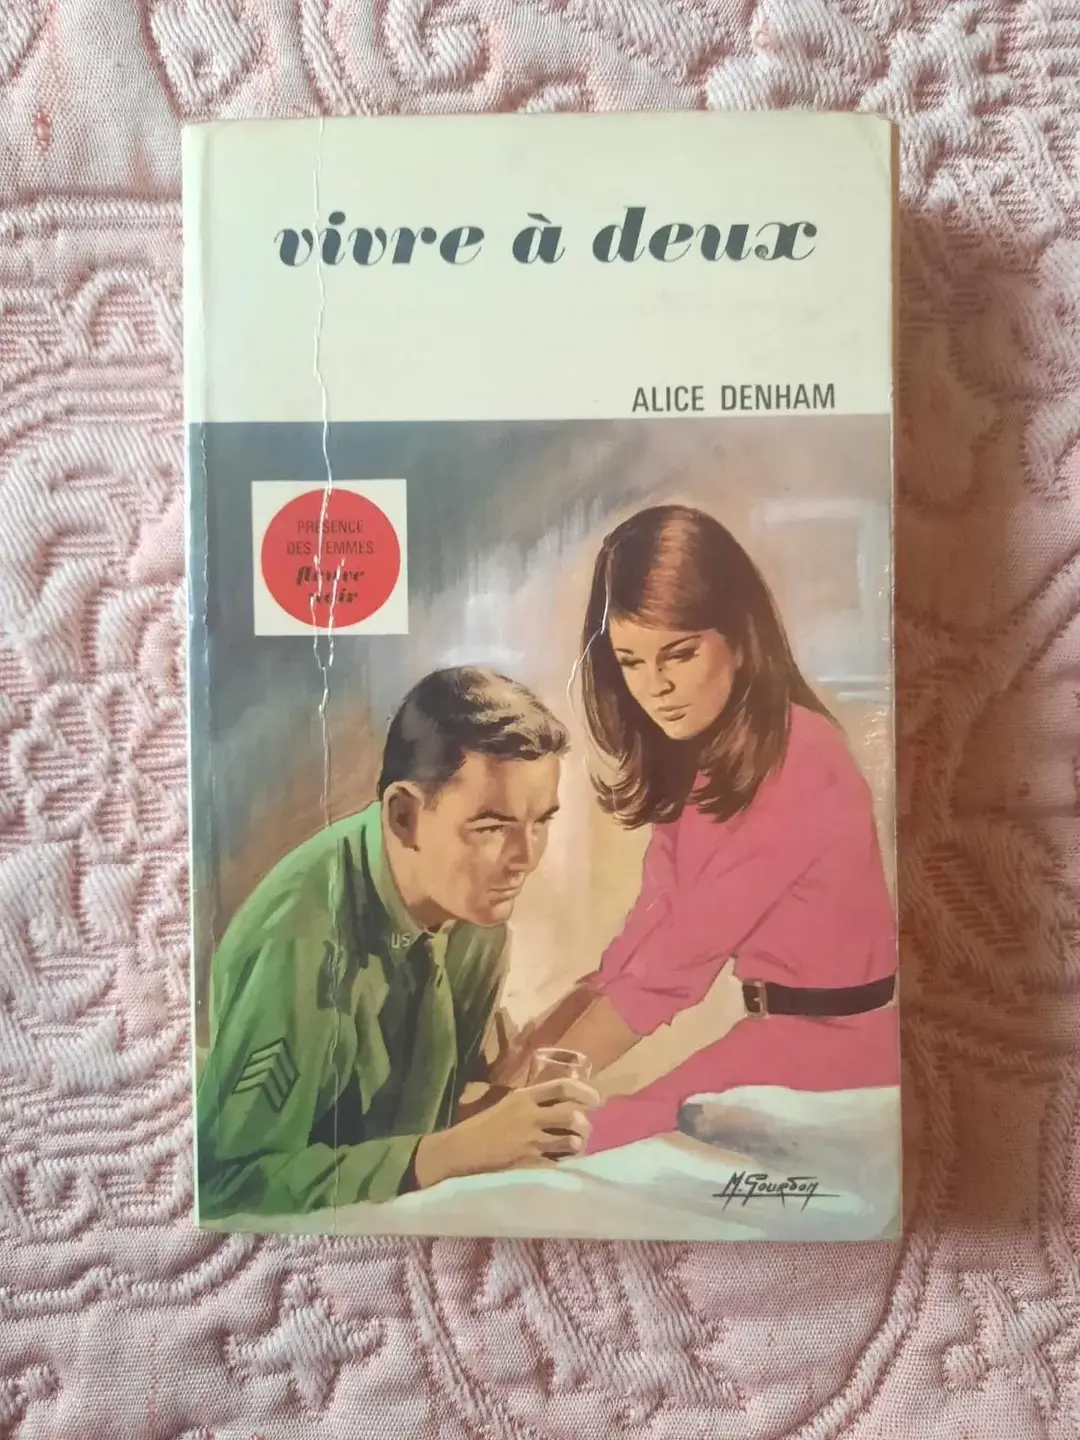 vivre à deux
ALICE DENHAM
PRÉSENCE
DES FEMMES
fleuve
noir
US
M. Gourdon